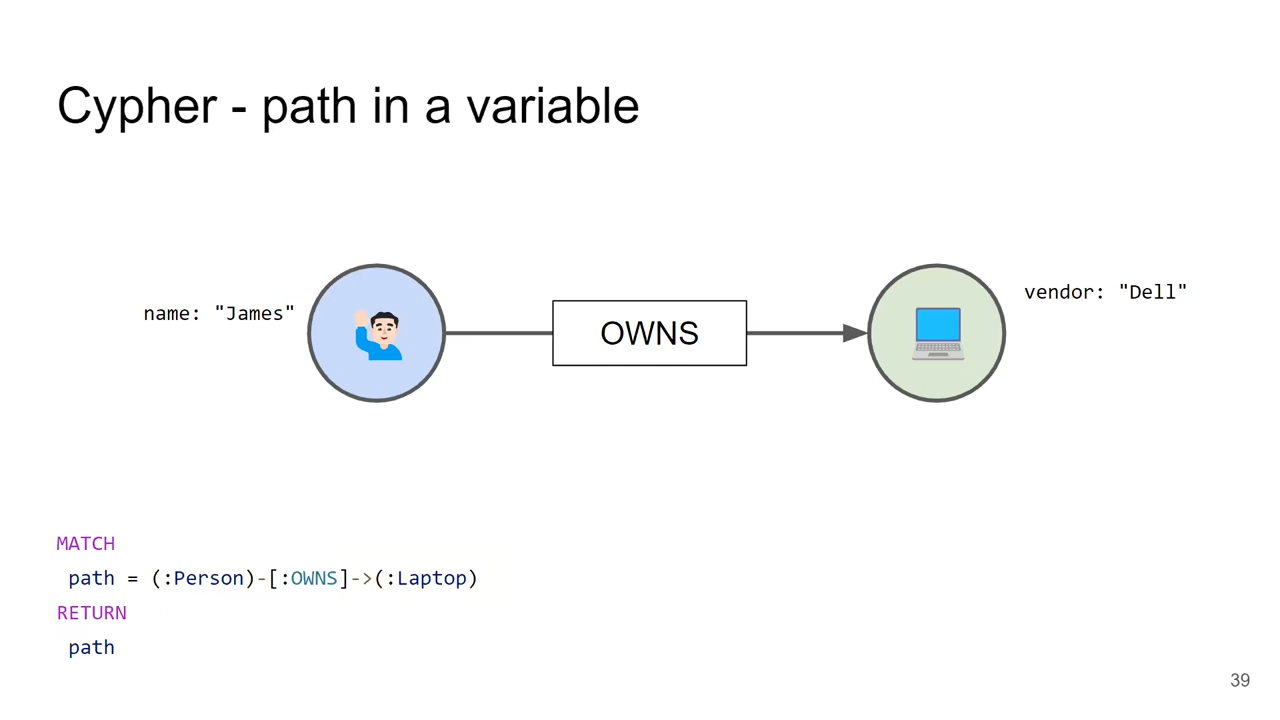 Cypher - path in a variable
name: "James"
OWNS
vendor: "Dell"
MATCH
path = (:Person)-[:OWNS]->(:Laptop)
RETURN
path
39